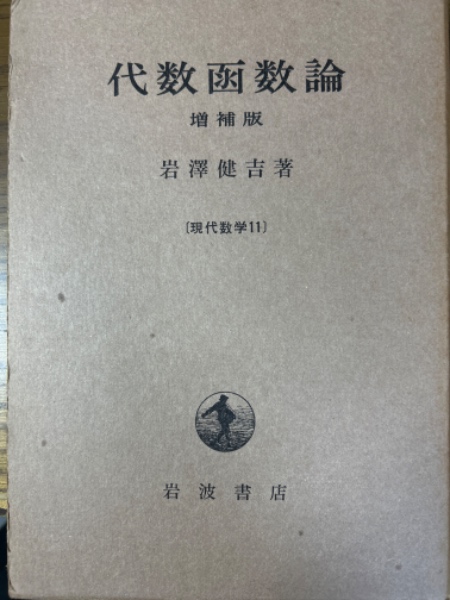 代数函数論
増補版
岩澤健吉著
〔現代数学11〕
岩波書店